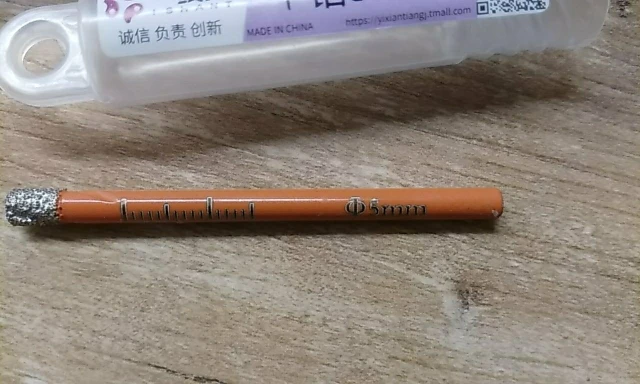 诚信 负责 创新
MADE IN CHINA
https://yixiantiangj.tmall.com
Φ5mm